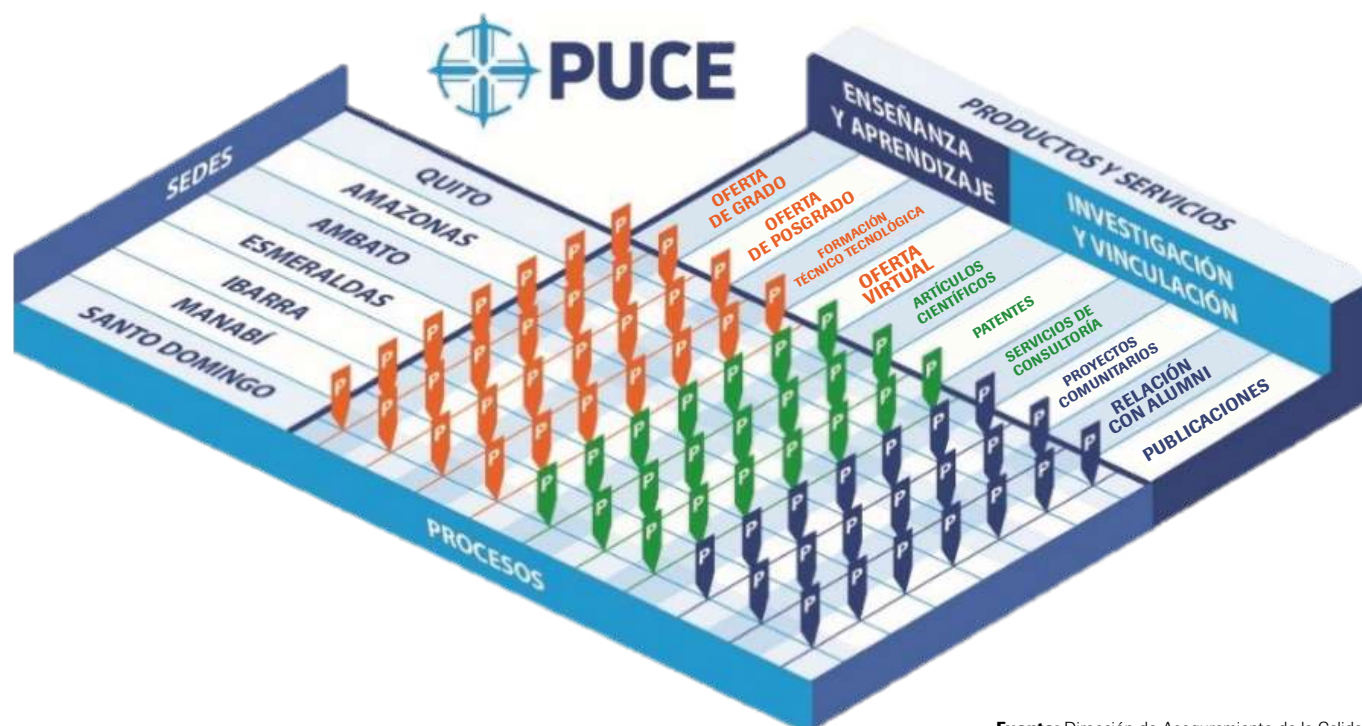 PUCE
SEDES
QUITO
AMAZONAS
AMBATO
ESMERALDAS
IBARRA
MANABÍ
SANTO DOMINGO
PRODUCTOS Y SERVICIOS
ENSEÑANZA
Y APRENDIZAJE
INVESTIGACIÓN
Y VINCULACIÓN
OFERTA
DE GRADO
OFERTA
DE POSGRADO
FORMACIÓN
TÉCNICO TECNOLÓGICA
OFERTA
VIRTUAL
ARTÍCULOS
CIENTÍFICOS
PATENTES
SERVICIOS DE
CONSULTORÍA
PROYECTOS
COMUNITARIOS
RELACIÓN
CON ALUMNI
PUBLICACIONES
P P P P P P P P P P
P P P P P P P P P P
P P P P P P P P P P
P P P P P P P P P P
P P P P P P P P P P
P P P P P P P P P P
P P P P P P P P P P
PROCESOS